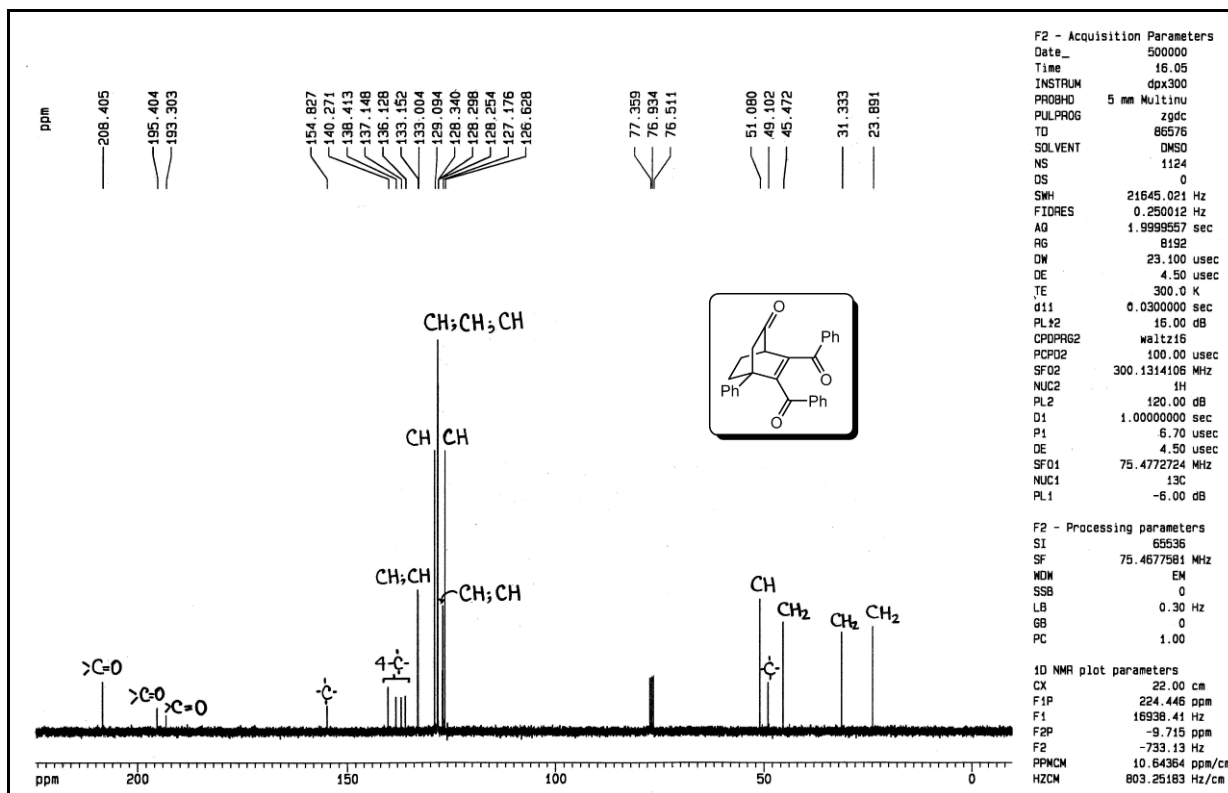 ppm
208.405
195.404
193.303
154.827
140.271
138.413
137.148
136.128
133.152
133.004
129.094
128.340
128.298
128.254
127.176
126.628
77.359
76.934
76.511
51.080
49.102
45.472
31.333
23.891
CH;CH;CH
CH CH
CH;CH
CH;CH
4-C-
>C=O
>C=O
>C=O
-C-
CH
-C-
CH2
CH2
CH2
O
Ph
O
Ph
Ph
O
ppm 200 150 100 50 0
F2 - Acquisition Parameters
Date_ 500000
Time 16.05
INSTRUM dpx300
PROBHD 5 mm Multinu
PULPROG zgdc
TD 86576
SOLVENT DMSO
NS 1124
DS 0
SWH 21645.021 Hz
FIDRES 0.250012 Hz
AQ 1.9999557 sec
RG 8192
DW 23.100 usec
DE 4.50 usec
TE 300.0 K
d11 0.0300000 sec
PL12 16.00 dB
CPDPRG2 waltz16
PCPD2 100.00 usec
SFO2 300.1314106 MHz
NUC2 1H
PL2 120.00 dB
D1 1.00000000 sec
P1 6.70 usec
DE 4.50 usec
SFO1 75.4772724 MHz
NUC1 13C
PL1 -6.00 dB
F2 - Processing parameters
SI 65536
SF 75.4677581 MHz
WDW EM
SSB 0
LB 0.30 Hz
GB 0
PC 1.00
1D NMR plot parameters
CX 22.00 cm
F1P 224.446 ppm
F1 16938.41 Hz
F2P -9.715 ppm
F2 -733.13 Hz
PPMCM 10.64364 ppm/cm
HZCM 803.25183 Hz/cm